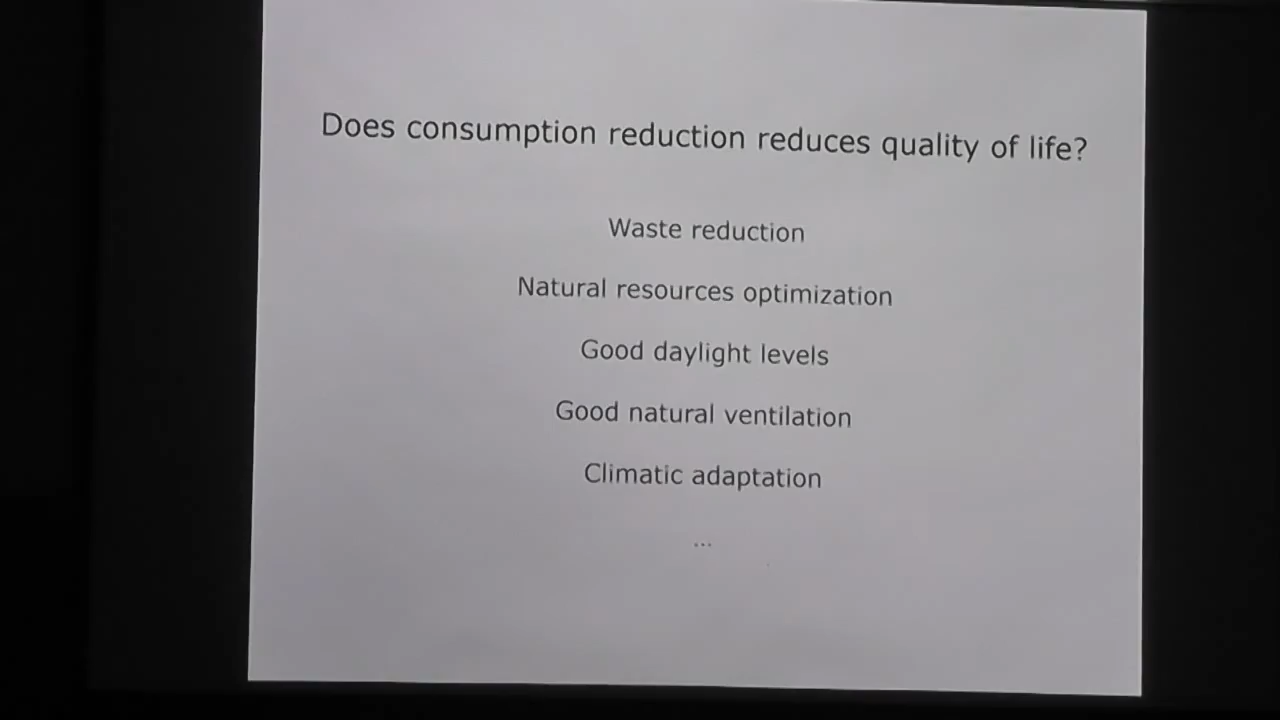 Does consumption reduction reduces quality of life?
Waste reduction
Natural resources optimization
Good daylight levels
Good natural ventilation
Climatic adaptation
...